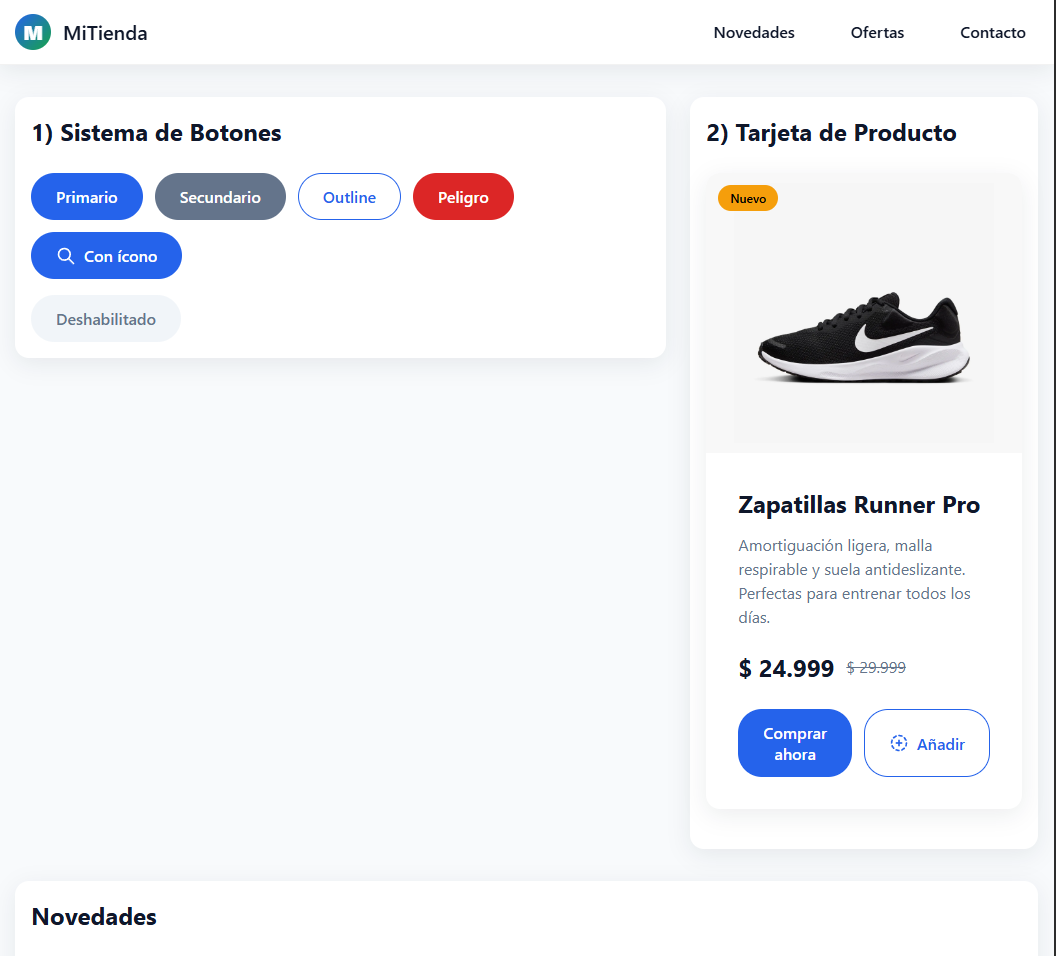 M MiTienda
Novedades Ofertas Contacto
1) Sistema de Botones
Primario Secundario Outline Peligro
Con ícono
Deshabilitado
2) Tarjeta de Producto
Nuevo
Zapatillas Runner Pro
Amortiguación ligera, malla
respirable y suela antideslizante.
Perfectas para entrenar todos los
días.
$ 24.999 $ 29.999
Comprar
ahora
Añadir
Novedades